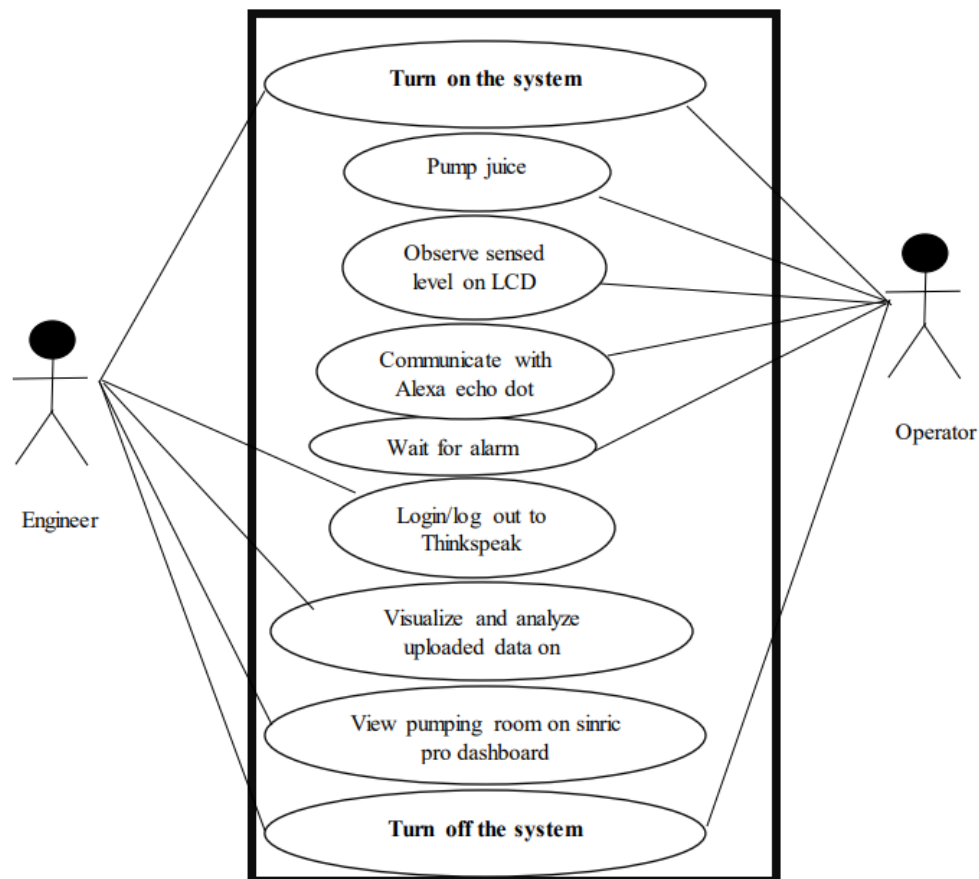 Turn on the system
Pump juice
Observe sensed
level on LCD
Communicate with
Alexa echo dot
Wait for alarm
Operator
Engineer
Login/log out to
Thinkspeak
Visualize and analyze
uploaded data on
View pumping room on sinric
pro dashboard
Turn off the system